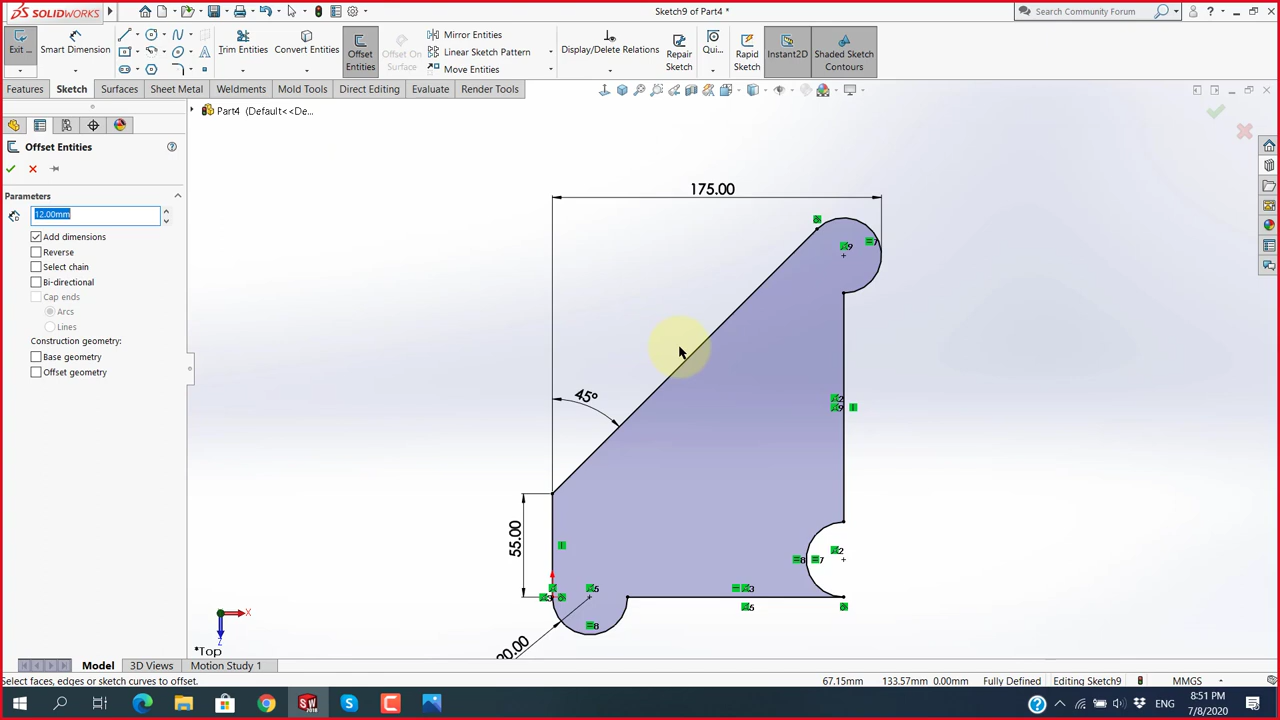 SOLIDWORKS
Sketch9 of Part4 *
Search Community Forum
Exit ...
Smart Dimension
Trim Entities
Convert Entities
Offset Entities
Offset On Surface
Mirror Entities
Linear Sketch Pattern
Move Entities
Display/Delete Relations
Repair Sketch
Qui...
Rapid Sketch
Instant2D
Shaded Sketch Contours
Features
Sketch
Surfaces
Sheet Metal
Weldments
Mold Tools
Direct Editing
Evaluate
Render Tools
Part4 (Default<<De...
Offset Entities
Parameters
12.00mm
Add dimensions
Reverse
Select chain
Bi-directional
Cap ends
Arcs
Lines
Construction geometry:
Base geometry
Offset geometry
175.00
45°
55.00
X
Z
*Top
Model
3D Views
Motion Study 1
Select faces, edges or sketch curves to offset.
67.15mm
133.57mm 0.00mm
Fully Defined
Editing Sketch9
MMGS
ENG
8:51 PM
7/8/2020